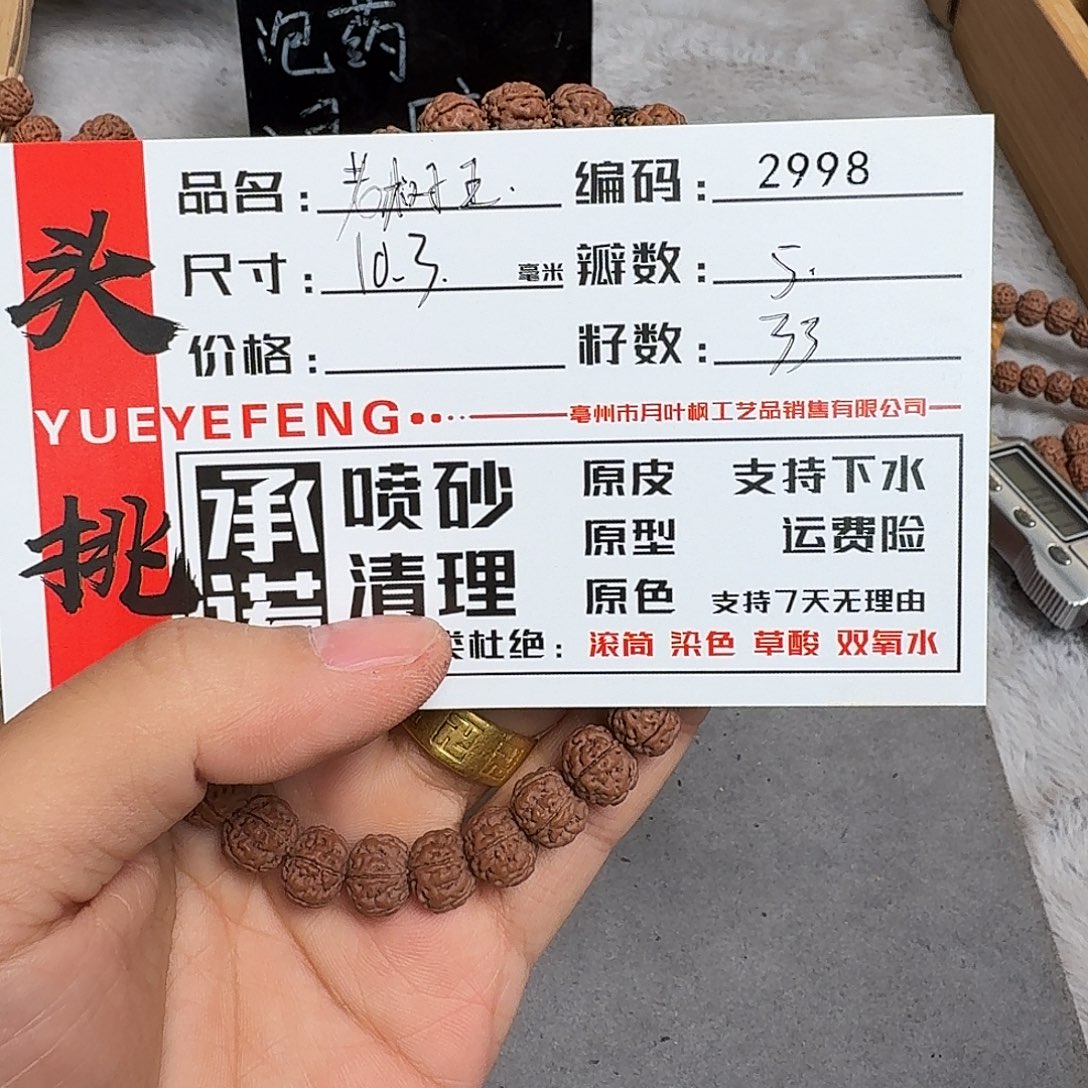 泡药
头挑
品名： 编码：2998
尺寸：10.3. 毫米 瓣数：5.
价格： 籽数：33
YUEYEFENG
亳州市月叶枫工艺品销售有限公司
承诺
喷砂 原皮 支持下水
清理 原型 运费险
原色 支持7天无理由
杜绝：滚筒 染色 草酸 双氧水